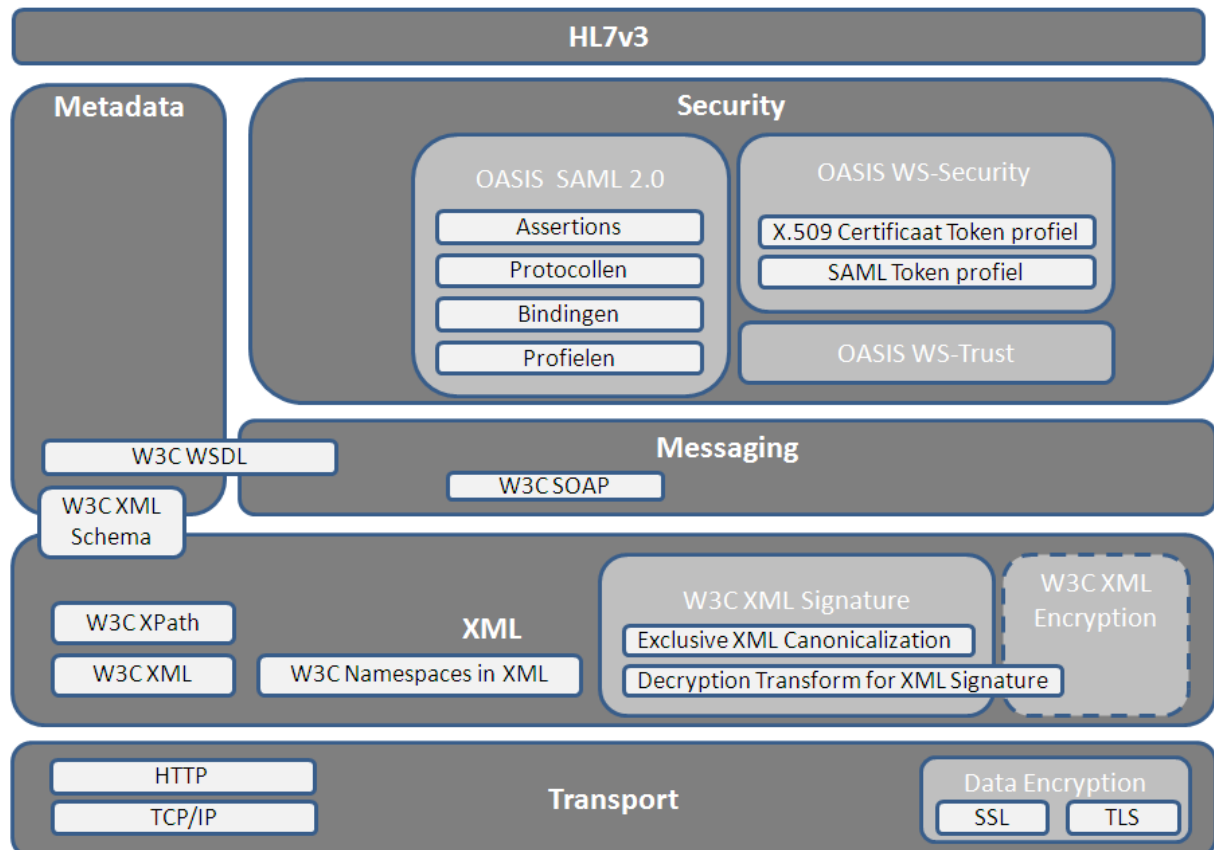 HL7v3
Metadata
Security
OASIS SAML 2.0
Assertions
Protocollen
Bindingen
Profielen
OASIS WS-Security
X.509 Certificaat Token profiel
SAML Token profiel
OASIS WS-Trust
W3C WSDL
Messaging
W3C SOAP
W3C XML
Schema
W3C XPath
W3C XML
XML
W3C Namespaces in XML
W3C XML Signature
Exclusive XML Canonicalization
Decryption Transform for XML Signature
W3C XML
Encryption
HTTP
TCP/IP
Transport
Data Encryption
SSL
TLS